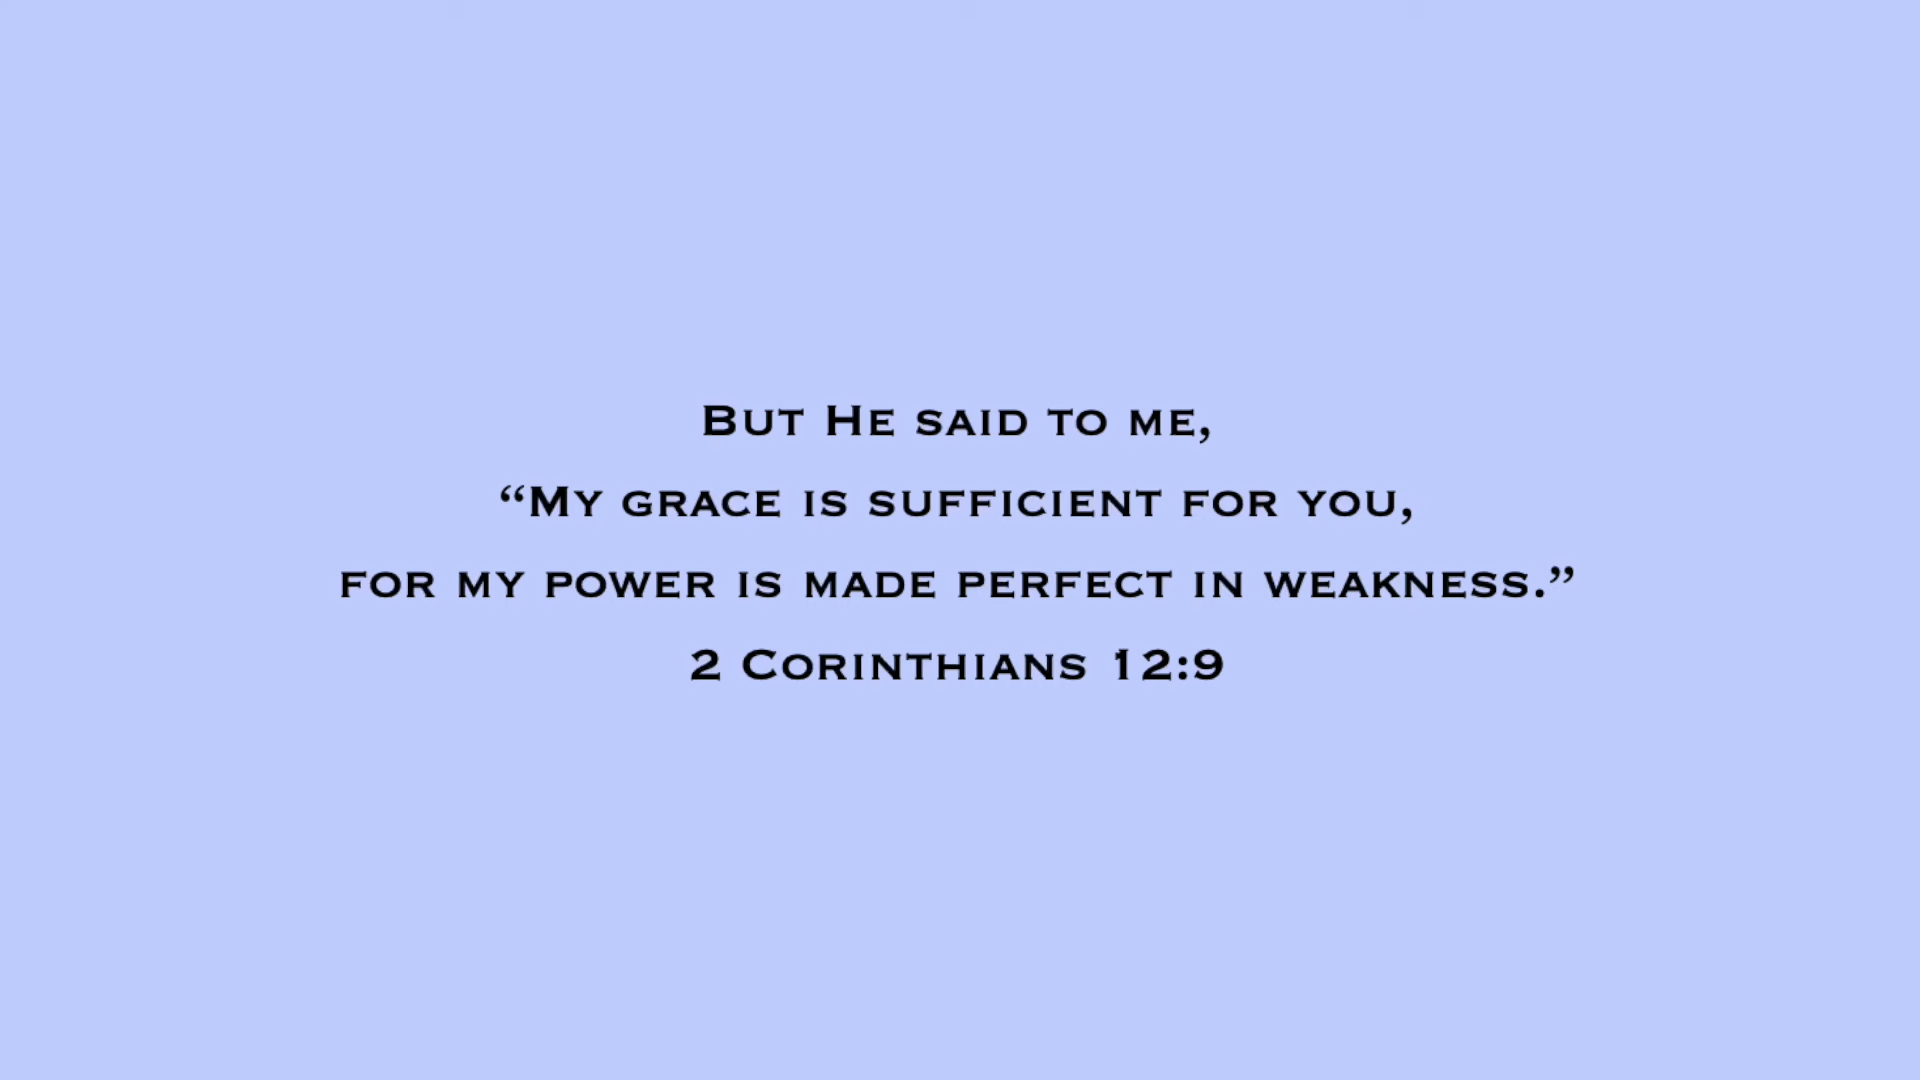 But He said to me,
“My grace is sufficient for you,
for my power is made perfect in weakness.”
2 Corinthians 12:9